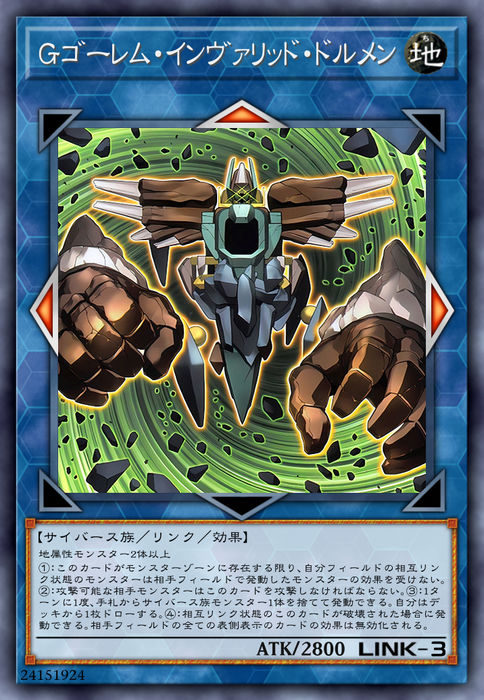 Gゴーレム・インヴァリッド・ドルメン
地
ち
【サイバース族／リンク／効果】
地属性モンスター2体以上
①：このカードがモンスターゾーンに存在する限り、自分フィールドの相互リン
ク状態のモンスターは相手フィールドで発動したモンスターの効果を受けない。
②：攻撃可能な相手モンスターはこのカードを攻撃しなければならない。③：1タ
ーンに1度、手札からサイバース族モンスター1体を捨てて発動できる。自分はデ
ッキから1枚ドローする。④：相互リンク状態のこのカードが破壊された場合に発
動できる。相手フィールドの全ての表側表示のカードの効果は無効化される。
ATK/2800 LINK-3
24151924